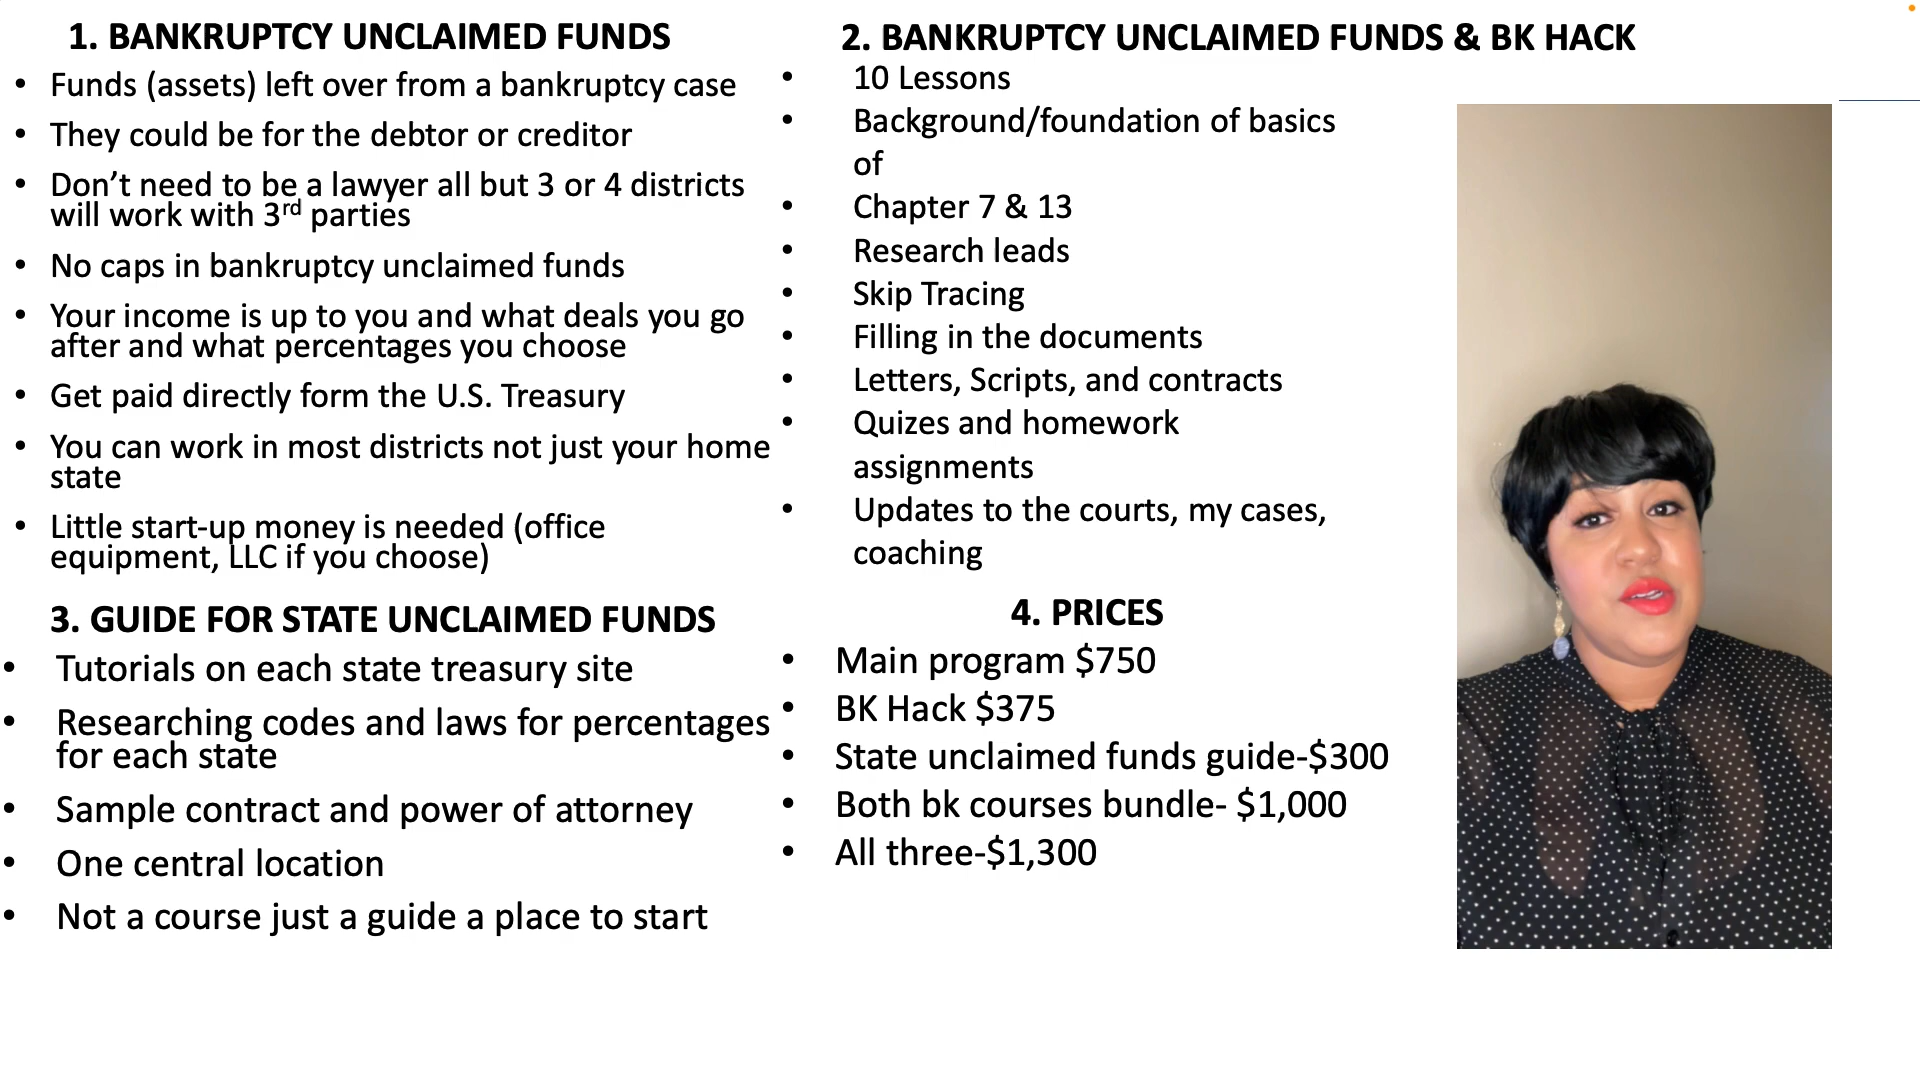 1. BANKRUPTCY UNCLAIMED FUNDS
• Funds (assets) left over from a bankruptcy case
• They could be for the debtor or creditor
• Don’t need to be a lawyer all but 3 or 4 districts
will work with 3rd parties
• No caps in bankruptcy unclaimed funds
• Your income is up to you and what deals you go
after and what percentages you choose
• Get paid directly form the U.S. Treasury
• You can work in most districts not just your home
state
• Little start-up money is needed (office
equipment, LLC if you choose)
2. BANKRUPTCY UNCLAIMED FUNDS & BK HACK
• 10 Lessons
• Background/foundation of basics
of
• Chapter 7 & 13
• Research leads
• Skip Tracing
• Filling in the documents
• Letters, Scripts, and contracts
• Quizes and homework
assignments
• Updates to the courts, my cases,
coaching
3. GUIDE FOR STATE UNCLAIMED FUNDS
• Tutorials on each state treasury site
• Researching codes and laws for percentages
for each state
• Sample contract and power of attorney
• One central location
• Not a course just a guide a place to start
4. PRICES
• Main program $750
• BK Hack $375
• State unclaimed funds guide-$300
• Both bk courses bundle- $1,000
• All three-$1,300